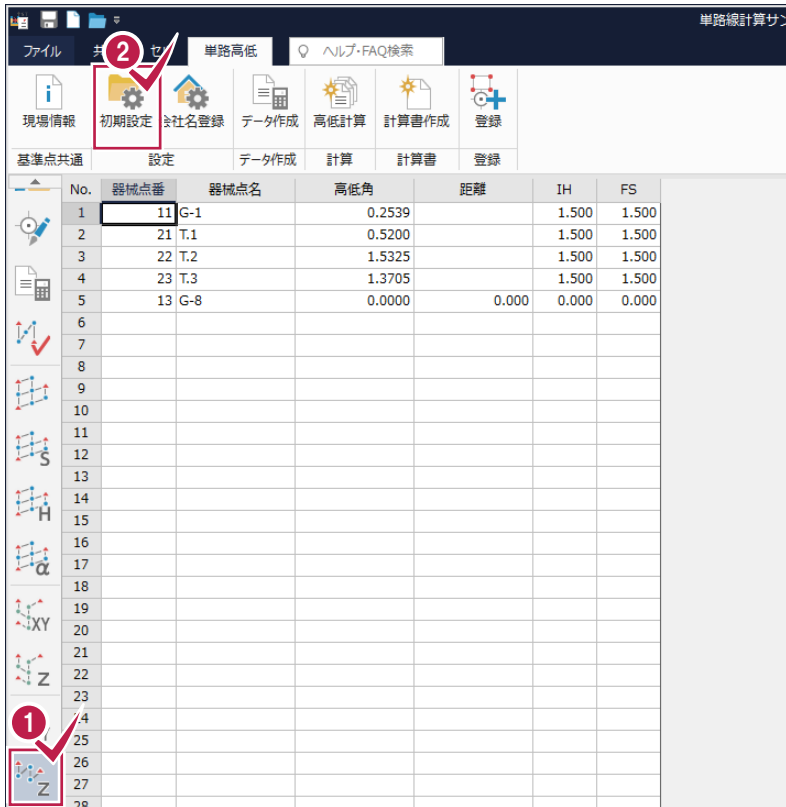 単路線計算サン
ファイル 2 セル 単路高低 ヘルプ・FAQ検索
現場情報 初期設定 会社名登録 データ作成 高低計算 計算書作成 登録
基準点共通 設定 データ作成 計算 計算書 登録
No. 器械点番 器械点名 高低角 距離 IH FS
1 11 G-1 0.2539 1.500 1.500
2 21 T.1 0.5200 1.500 1.500
3 22 T.2 1.5325 1.500 1.500
4 23 T.3 1.3705 1.500 1.500
5 13 G-8 0.0000 0.000 0.000 0.000
6
7
8
9
10
11
S 12
13
H 14
15
16
α 17
18
19
XY 20
21
Z 22
23
1 24
25
26
Z 27
28